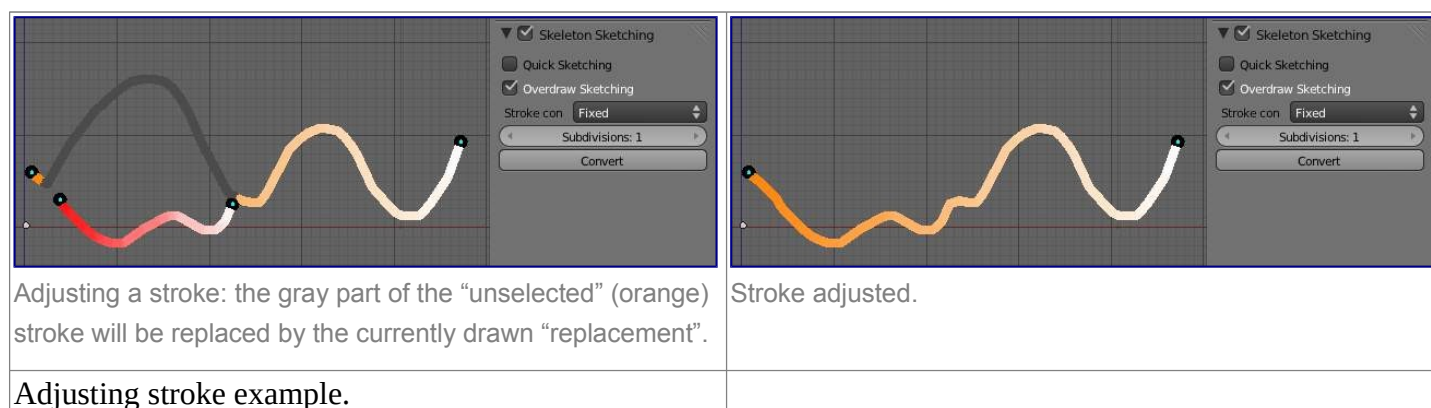 Skeleton Sketching
Quick Sketching
Overdraw Sketching
Stroke con Fixed
Subdivisions: 1
Convert
Skeleton Sketching
Quick Sketching
Overdraw Sketching
Stroke con Fixed
Subdivisions: 1
Convert
Adjusting a stroke: the gray part of the “unselected” (orange)
stroke will be replaced by the currently drawn “replacement”.
Stroke adjusted.
Adjusting stroke example.